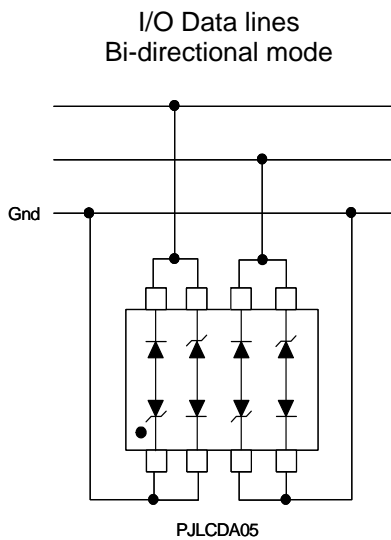 I/O Data lines
Bi-directional mode
Gnd
PJLCDA05